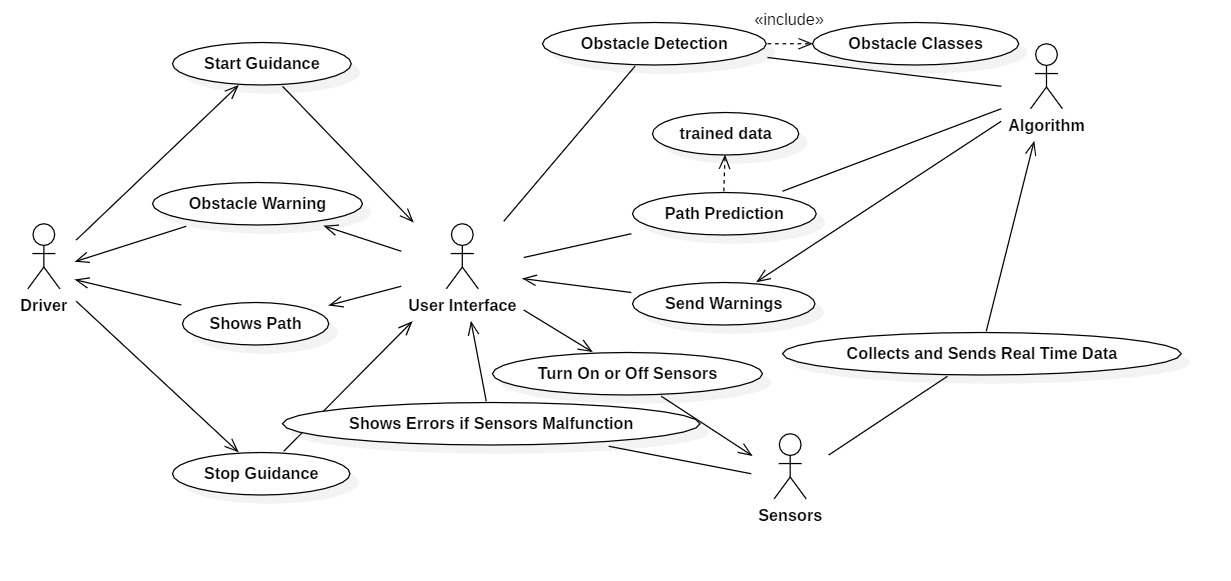 «include»
Obstacle Detection
Obstacle Classes
Start Guidance
Algorithm
trained data
Obstacle Warning
Path Prediction
Driver
User Interface
Send Warnings
Shows Path
Collects and Sends Real Time Data
Turn On or Off Sensors
Shows Errors if Sensors Malfunction
Stop Guidance
Sensors